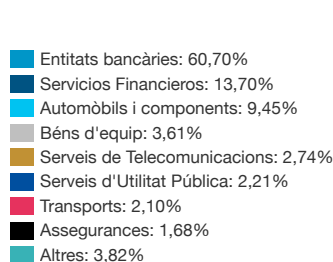 Entitats bancàries: 60,70%
Servicios Financieros: 13,70%
Automòbils i components: 9,45%
Béns d'equip: 3,61%
Serveis de Telecomunicacions: 2,74%
Serveis d'Utilitat Pública: 2,21%
Transports: 2,10%
Assegurances: 1,68%
Altres: 3,82%